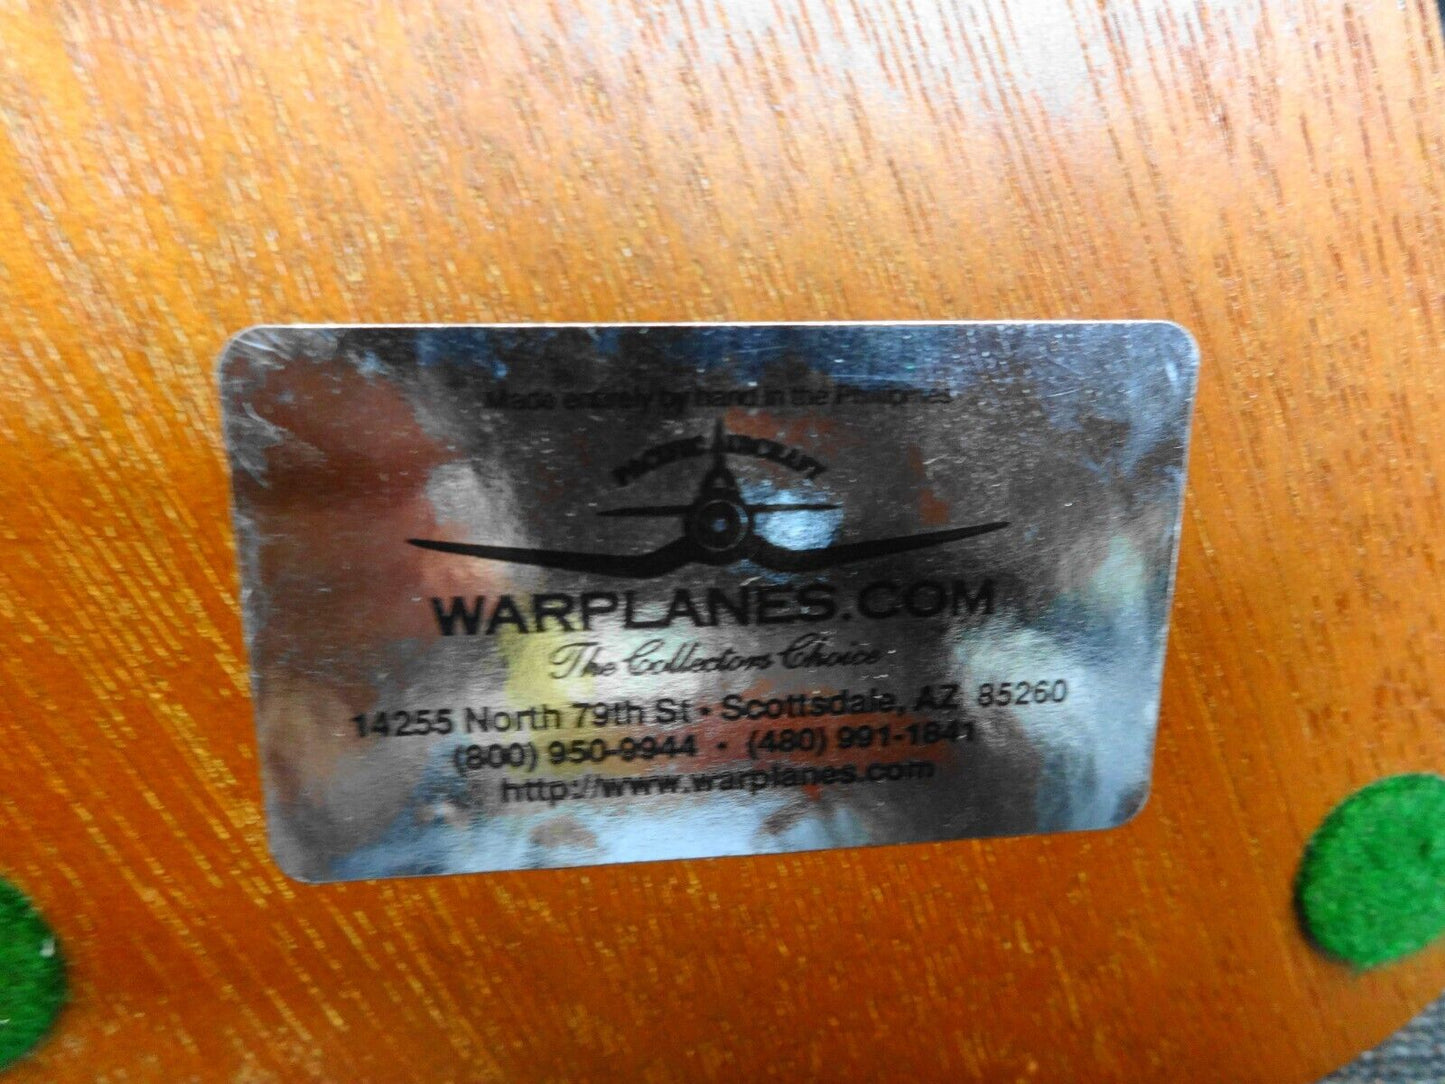 Made entirely by hand in the Philippines
PACIFIC AIRCRAFT
WARPLANES.COM
The Collectors Choice
14255 North 79th St • Scottsdale, AZ 85260
(800) 950-9944 • (480) 991-1841
http://www.warplanes.com